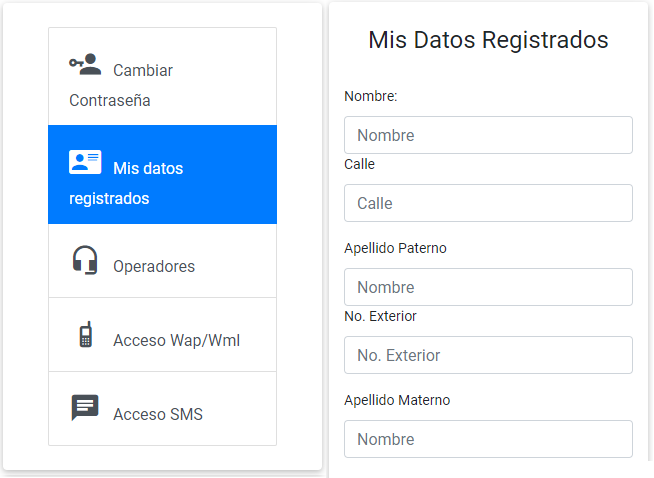 Cambiar
Contraseña
Mis datos
registrados
Operadores
Acceso Wap/Wml
Acceso SMS
Mis Datos Registrados
Nombre:
Nombre
Calle
Calle
Apellido Paterno
Nombre
No. Exterior
No. Exterior
Apellido Materno
Nombre